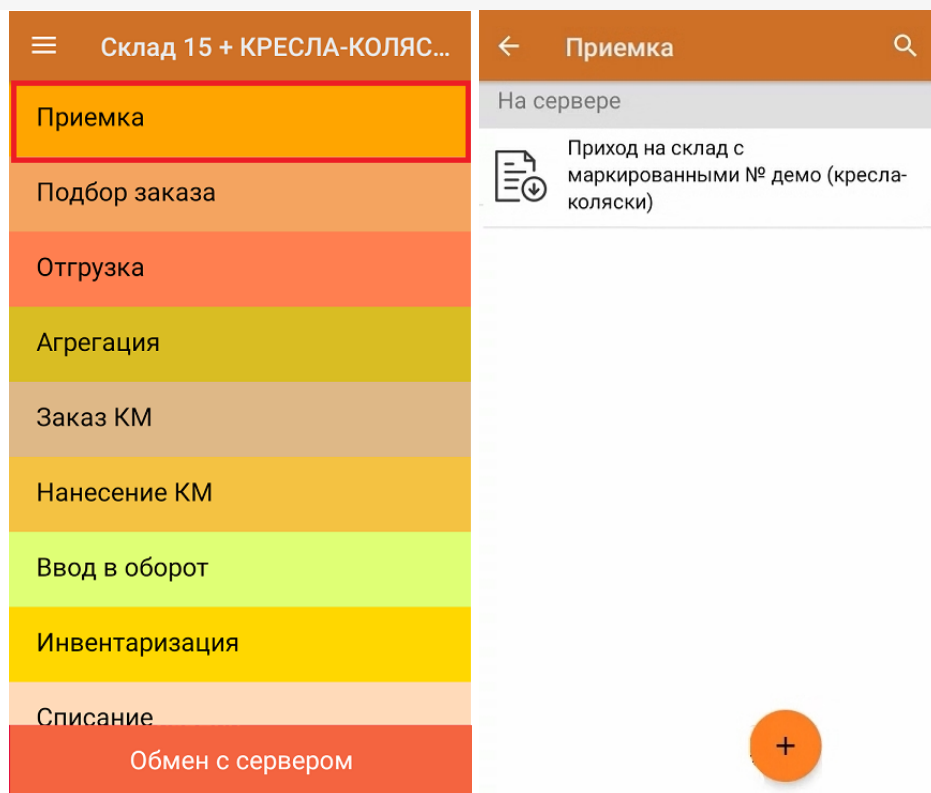 Склад 15 + КРЕСЛА-КОЛЯС...
Приемка
Подбор заказа
Отгрузка
Агрегация
Заказ КМ
Нанесение КМ
Ввод в оборот
Инвентаризация
Списание
Обмен с сервером
Приемка
На сервере
Приход на склад с
маркированными № демо (кресла-
коляски)
+